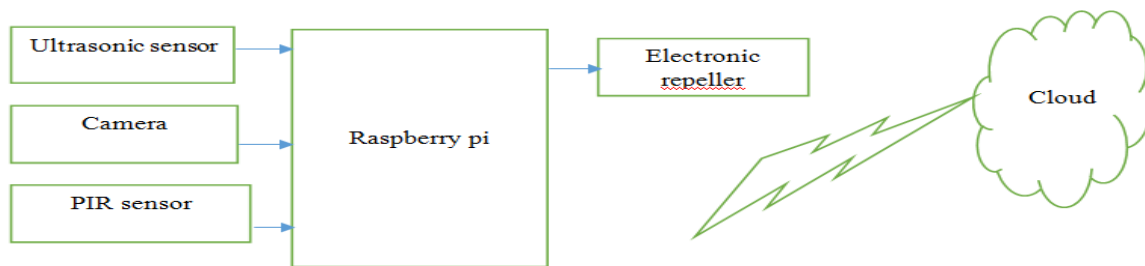 Ultrasonic sensor
Camera
PIR sensor
Raspberry pi
Electronic
repeller
Cloud